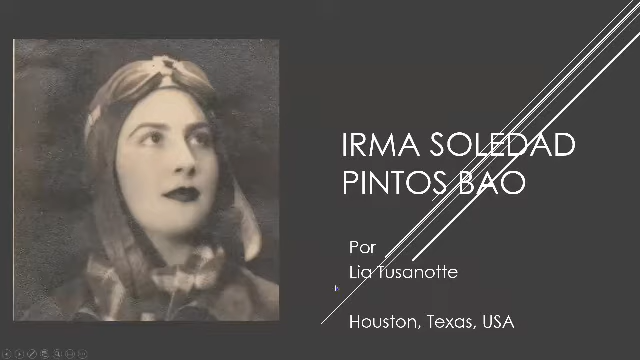 IRMA SOLEDAD
PINTOS BAO
Por
Lia Tusanotte
Houston, Texas, USA